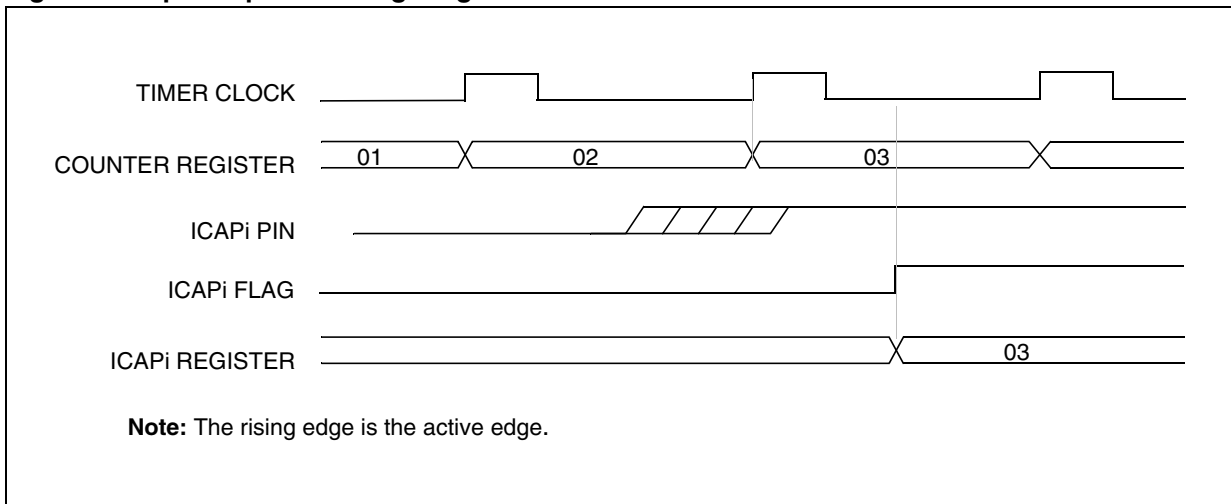 TIMER CLOCK
COUNTER REGISTER 01 02 03
ICAPi PIN
ICAPi FLAG
ICAPi REGISTER 03
Note: The rising edge is the active edge.